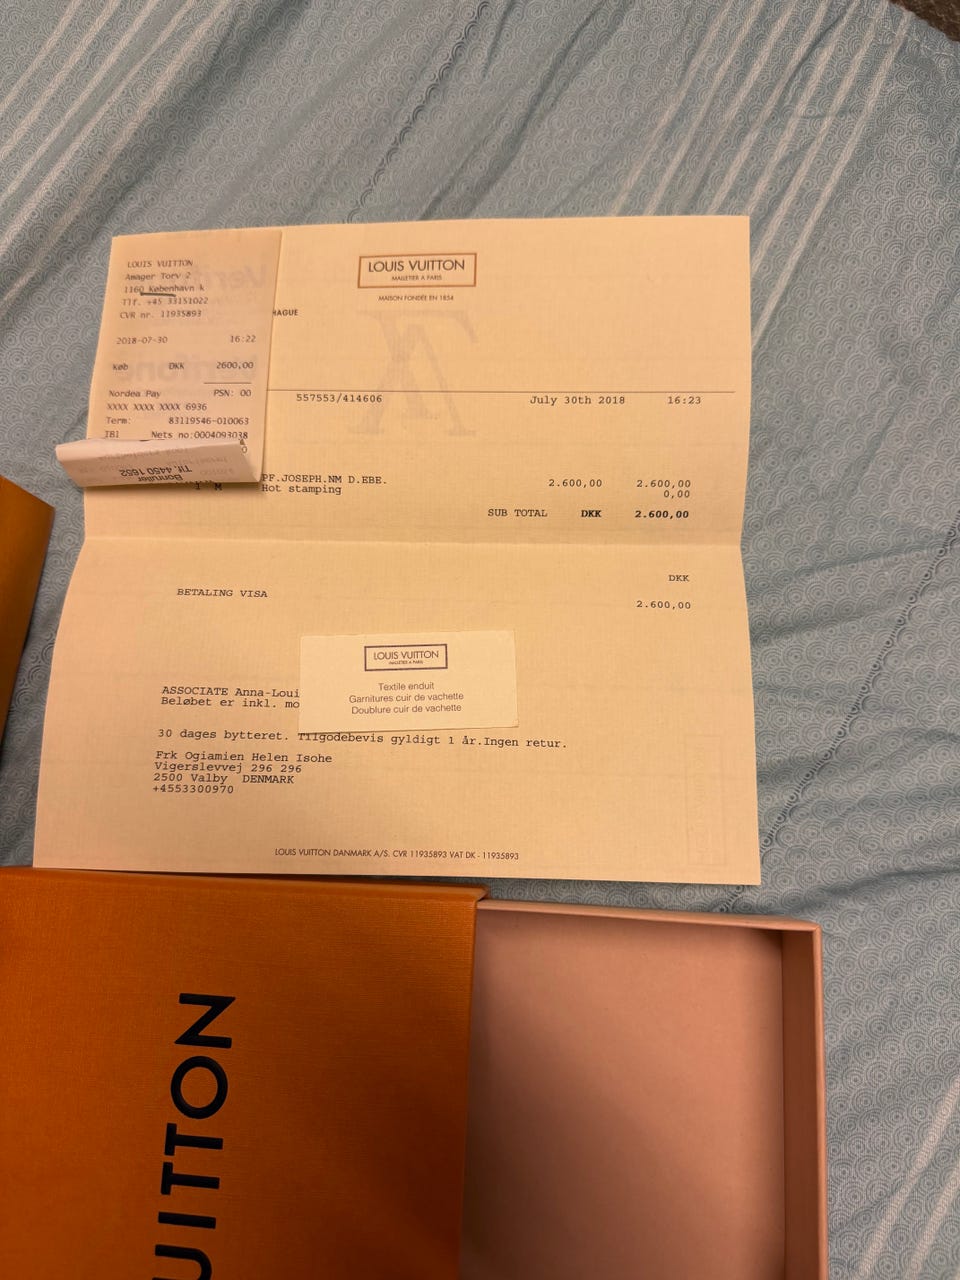 LOUIS VUITTON
Amager Torv 2
1160 København k
Tlf. +45 33151022
CVR nr. 11935893
2018-07-30 16:22
Køb DKK 2600,00
Nordea Pay PSN: 00
XXXX XXXX XXXX 6936
Term: 83119546-010063
IB1 Nets no:0004093038
Bonruller
Tlf. 4450 1652
LOUIS VUITTON
MALLETIER A PARIS
MAISON FONDÉE EN 1854
HAGUE
557553/414606 July 30th 2018 16:23
PF.JOSEPH.NM D.EBE. 2.600,00 2.600,00
Hot stamping 0,00
SUB TOTAL DKK 2.600,00
DKK
BETALING VISA
2.600,00
LOUIS VUITTON
MALLETIER A PARIS
Textile enduit
Garnitures cuir de vachette
Doublure cuir de vachette
ASSOCIATE Anna-Loui
Beløbet er inkl. mo
30 dages bytteret. Tilgodebevis gyldigt 1 år.Ingen retur.
Frk Ogiamien Helen Isohe
Vigerslevvej 296 296
2500 Valby DENMARK
+4553300970
LOUIS VUITTON DANMARK A/S. CVR 11935893 VAT DK - 11935893
UITTON